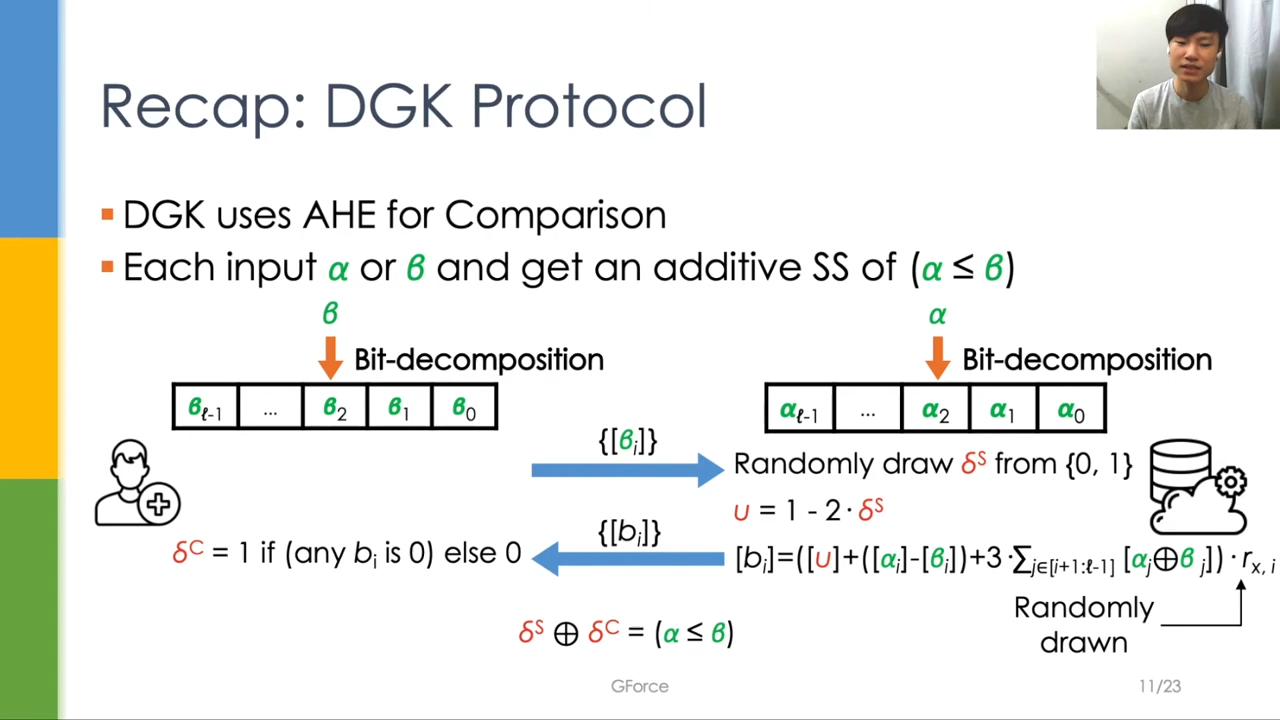 Recap: DGK Protocol
▪ DGK uses AHE for Comparison
▪ Each input α or β and get an additive SS of (α ≤ β)
β
α
Bit-decomposition
Bit-decomposition
βℓ-1 ... β2 β1 β0
αℓ-1 ... α2 α1 α0
{[βi]}
Randomly draw δS from {0, 1}
υ = 1 - 2· δS
{[bi]}
δC = 1 if (any bi is 0) else 0
[bi]=([υ]+([αi]-[βi])+3·∑j∈[i+1:ℓ-1] [αj⊕βj])·rx, i
Randomly
drawn
δS ⊕ δC = (α ≤ β)
GForce
11/23